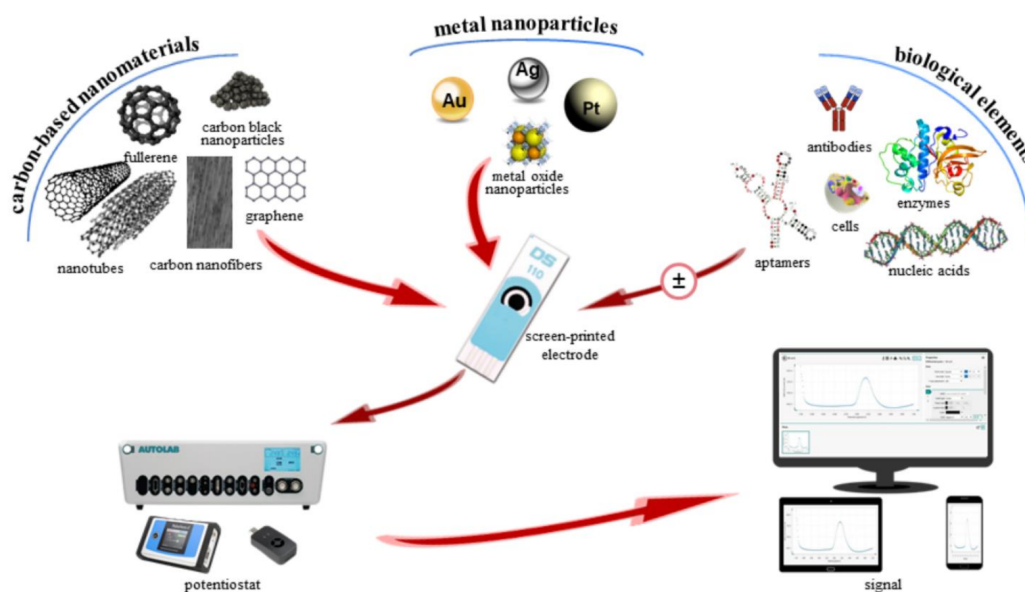 carbon-based nanomaterials
metal nanoparticles
biological elements
fullerene
carbon black
nanoparticles
nanotubes
carbon nanofibers
graphene
Au
Ag
Pt
metal oxide
nanoparticles
antibodies
enzymes
cells
aptamers
nucleic acids
±
DS
110
screen-printed
electrode
AUTOLAB
potentiostat
signal